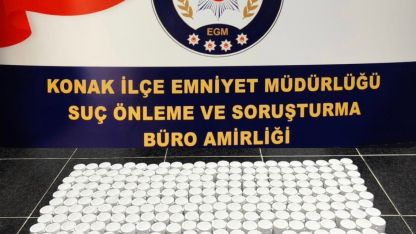 EGM
KONAK İLÇE EMNİYET MÜDÜRLÜĞÜ
SUÇ ÖNLEME VE SORUŞTURMA
BÜRO AMİRLİĞİ